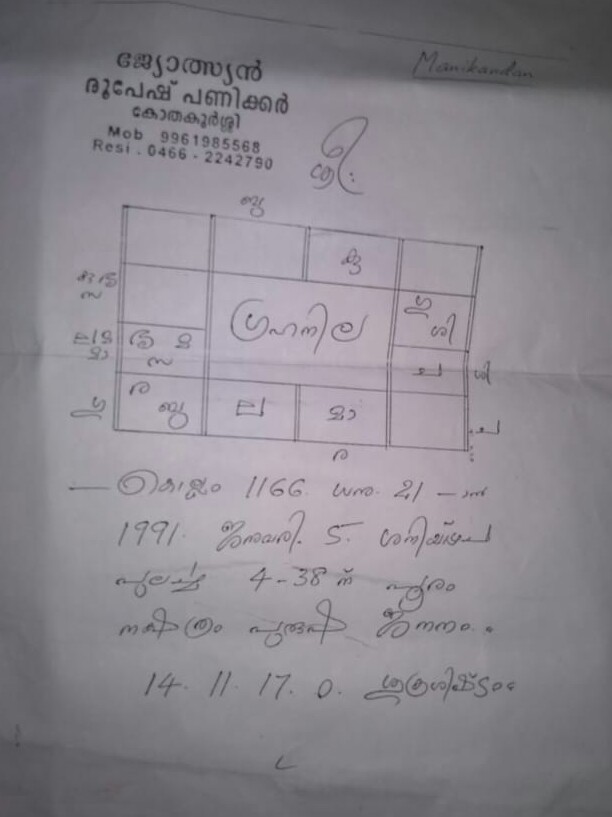 Manikandan
ജ്യോത്സ്യൻ
രൂപേഷ് പണിക്കർ
കോതകുർശ്ശി
Mob 9961985568
Resi - 0466 - 2242790
ശ്രീ:
ബു
കു
ഗു ശി
ഗ്രഹനില
മ
സ
ര
ബു
ല
മാ
ര
കൊല്ലം 1166 ധനു 21 -ാം൯
1991 ജനുവരി 5 ശനിയാഴ്ച
പുലർച്ച 4-38 ന് പൂരം
നക്ഷത്രം പുരുഷ ജനനം.
14. 11. 17. 0.